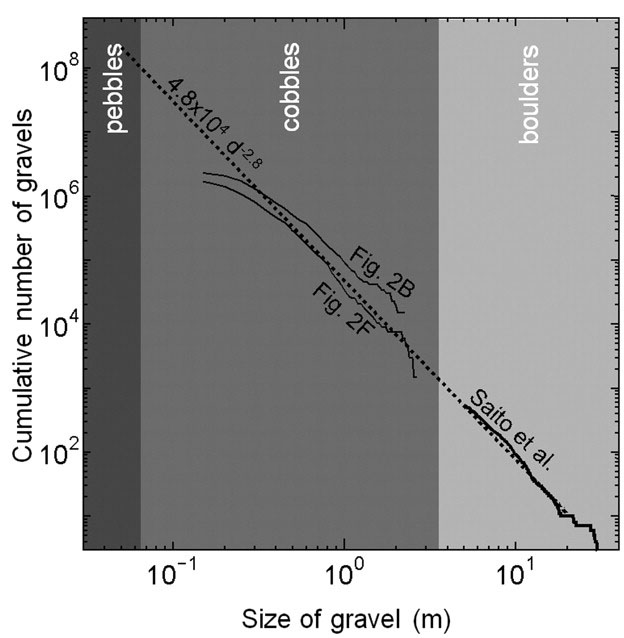 pebbles
cobbles
boulders
4.8x10⁴ d⁻²·⁸
Fig. 2B
Fig. 2F
Saito et al.
Cumulative number of gravels
10⁸
10⁶
10⁴
10²
10⁻¹
10⁰
10¹
Size of gravel (m)